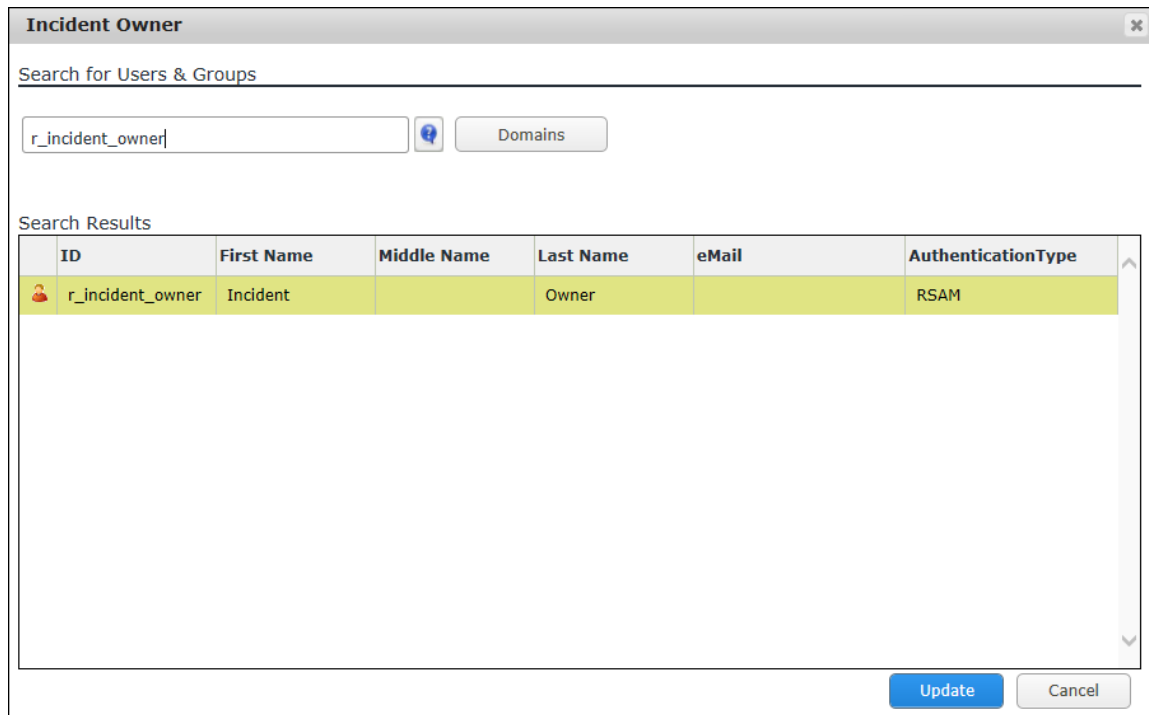 Incident Owner
Search for Users & Groups
r_incident_owner
Domains
Search Results
ID First Name Middle Name Last Name eMail AuthenticationType
r_incident_owner Incident Owner RSAM
Update Cancel